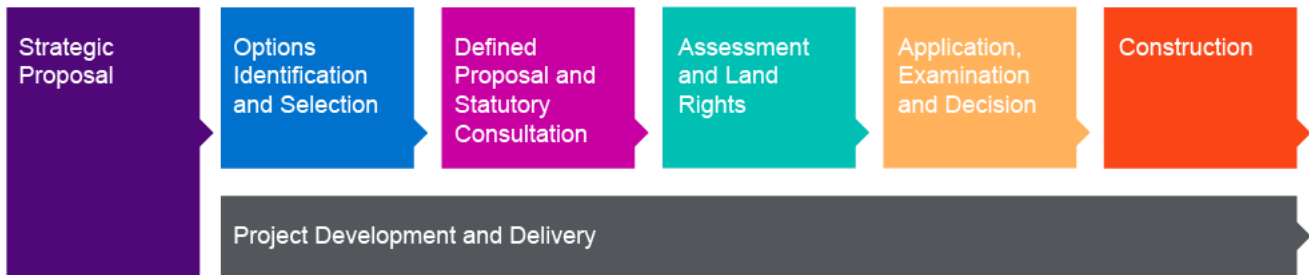 Strategic
Proposal
Options
Identification
and Selection
Defined
Proposal and
Statutory
Consultation
Assessment
and Land
Rights
Application,
Examination
and Decision
Construction
Project Development and Delivery